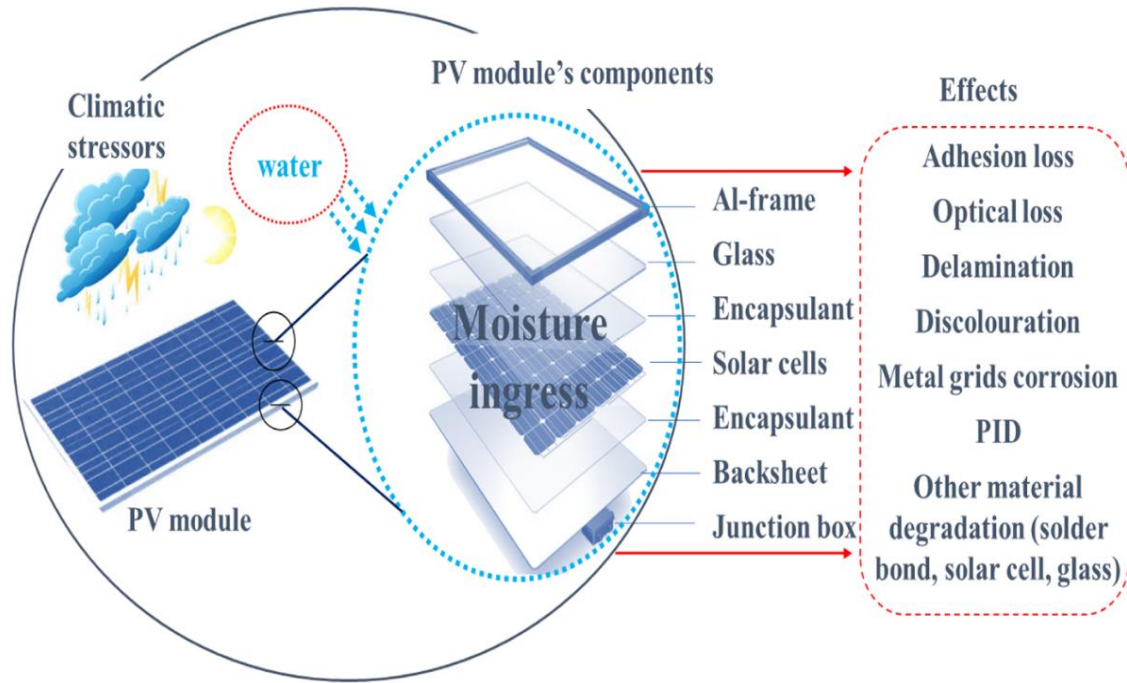 Climatic
stressors
water
PV module
PV module's components
Moisture
ingress
Al-frame
Glass
Encapsulant
Solar cells
Encapsulant
Backsheet
Junction box
Effects
Adhesion loss
Optical loss
Delamination
Discolouration
Metal grids corrosion
PID
Other material
degradation (solder
bond, solar cell, glass)